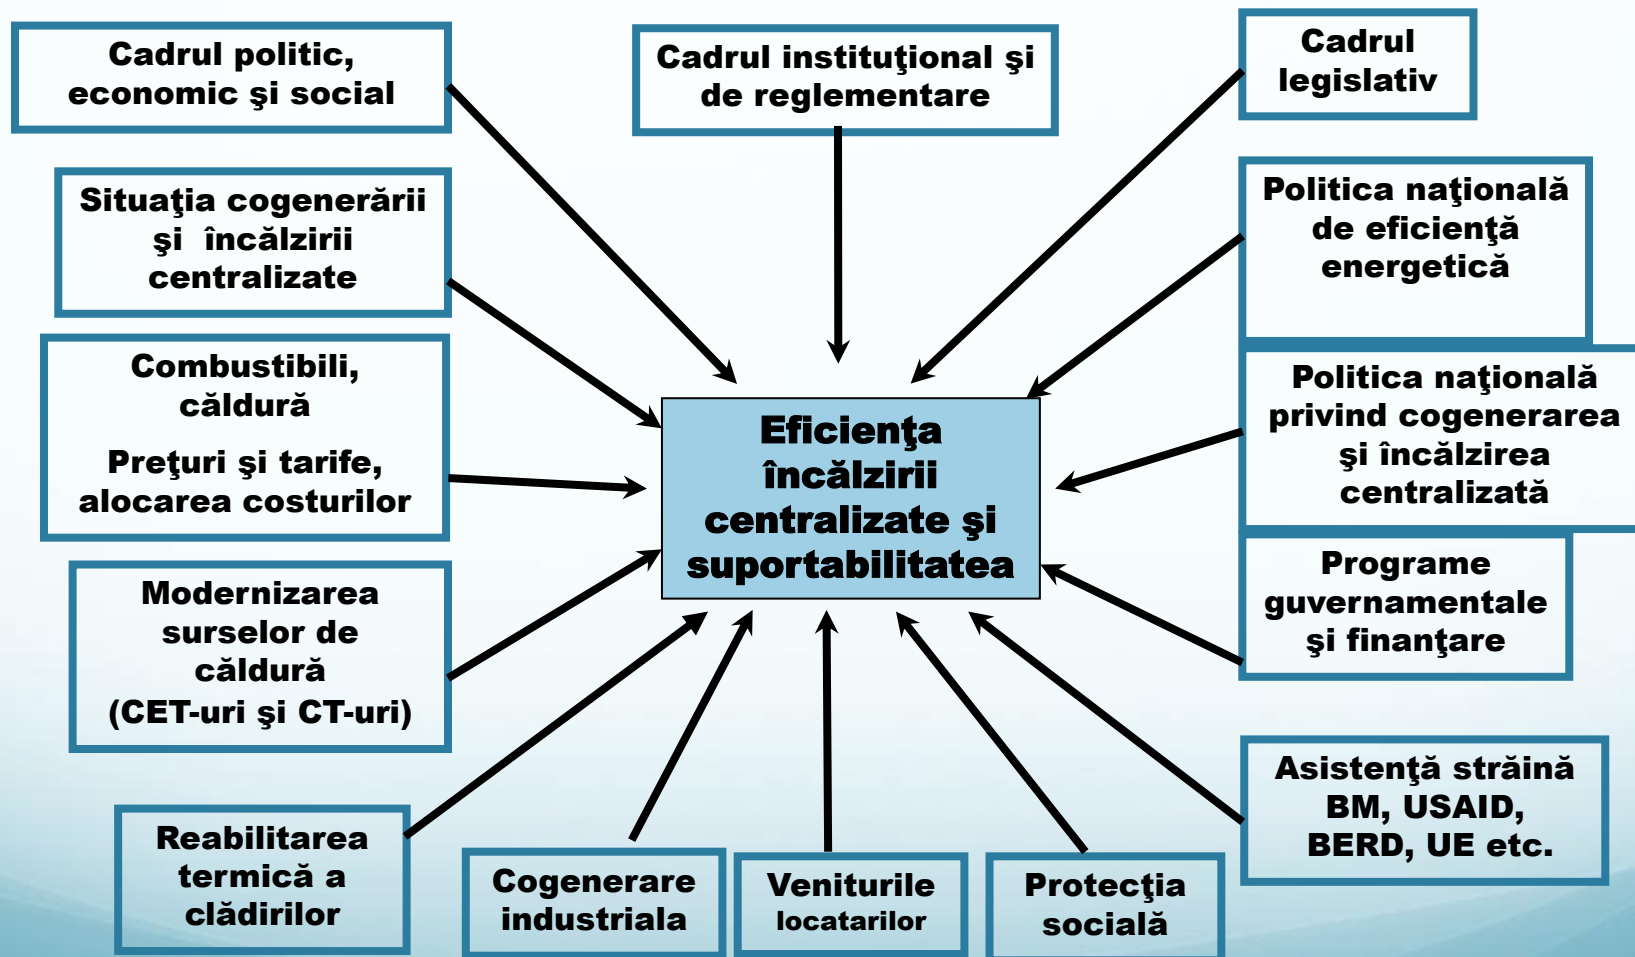 Cadrul politic,
economic şi social
Cadrul instituţional şi
de reglementare
Cadrul
legislativ
Situaţia cogenerării
şi încălzirii
centralizate
Politica naţională
de eficienţă
energetică
Combustibili,
căldură
Preţuri şi tarife,
alocarea costurilor
Eficienţa
încălzirii
centralizate şi
suportabilitatea
Politica naţională
privind cogenerarea
şi încălzirea
centralizată
Modernizarea
surselor de
căldură
(CET-uri şi CT-uri)
Programe
guvernamentale
şi finanţare
Reabilitarea
termică a
clădirilor
Cogenerare
industriala
Veniturile
locatarilor
Protecţia
socială
Asistenţă străină
BM, USAID,
BERD, UE etc.